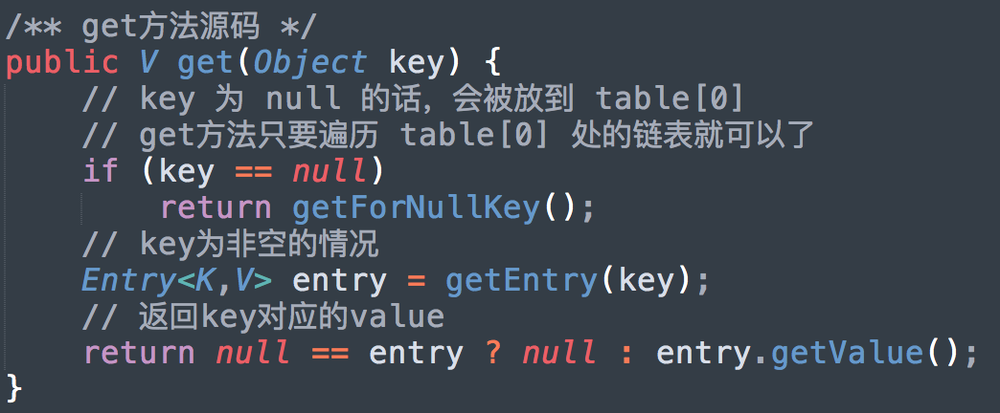 /** get方法源码 */
public V get(Object key) {
    // key 为 null 的话，会被放到 table[0]
    // get方法只要遍历 table[0] 处的链表就可以了
    if (key == null)
        return getForNullKey();
    // key为非空的情况
    Entry<K,V> entry = getEntry(key);
    // 返回key对应的value
    return null == entry ? null : entry.getValue();
}